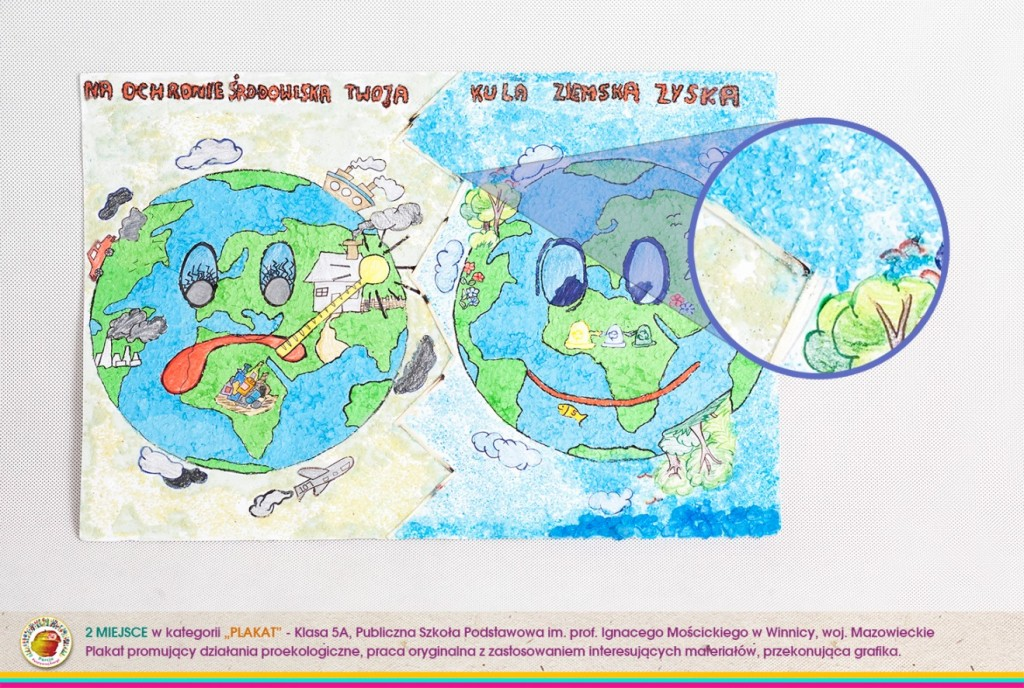 NA OCHRONIE ŚRODOWISKA TWOJA KULA ZIEMSKA ZYSKA
2 MIEJSCE w kategorii „PLAKAT" - Klasa 5A, Publiczna Szkoła Podstawowa im. prof. Ignacego Mościckiego w Winnicy, woj. Mazowieckie
Plakat promujący działania proekologiczne, praca oryginalna z zastosowaniem interesujących materiałów, przekonująca grafika.